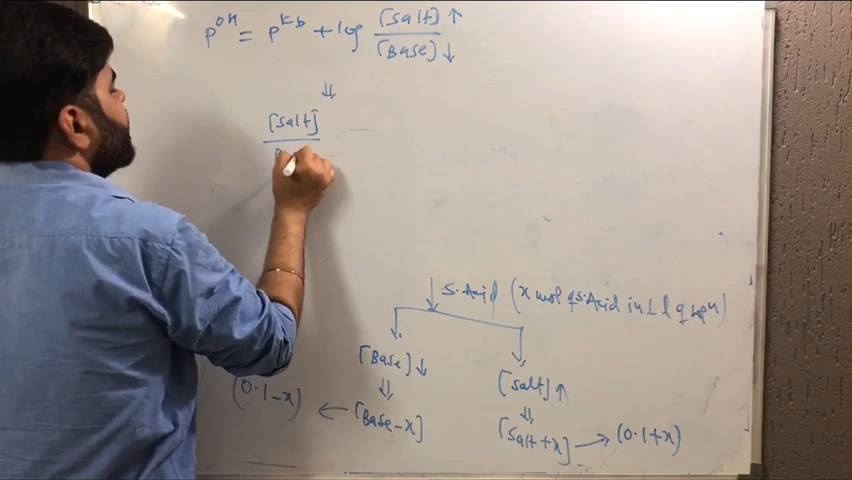 pOH = pKb + log [Salt]↑ / [Base]↓
⇓
[Salt]
↓ S.Acid (x mol of S.Acid in 1 l of solⁿ)
[Base]↓ [Salt]↑
⇓ ⇓
(0.1-x) ← [Base-x] [Salt+x] → (0.1+x)